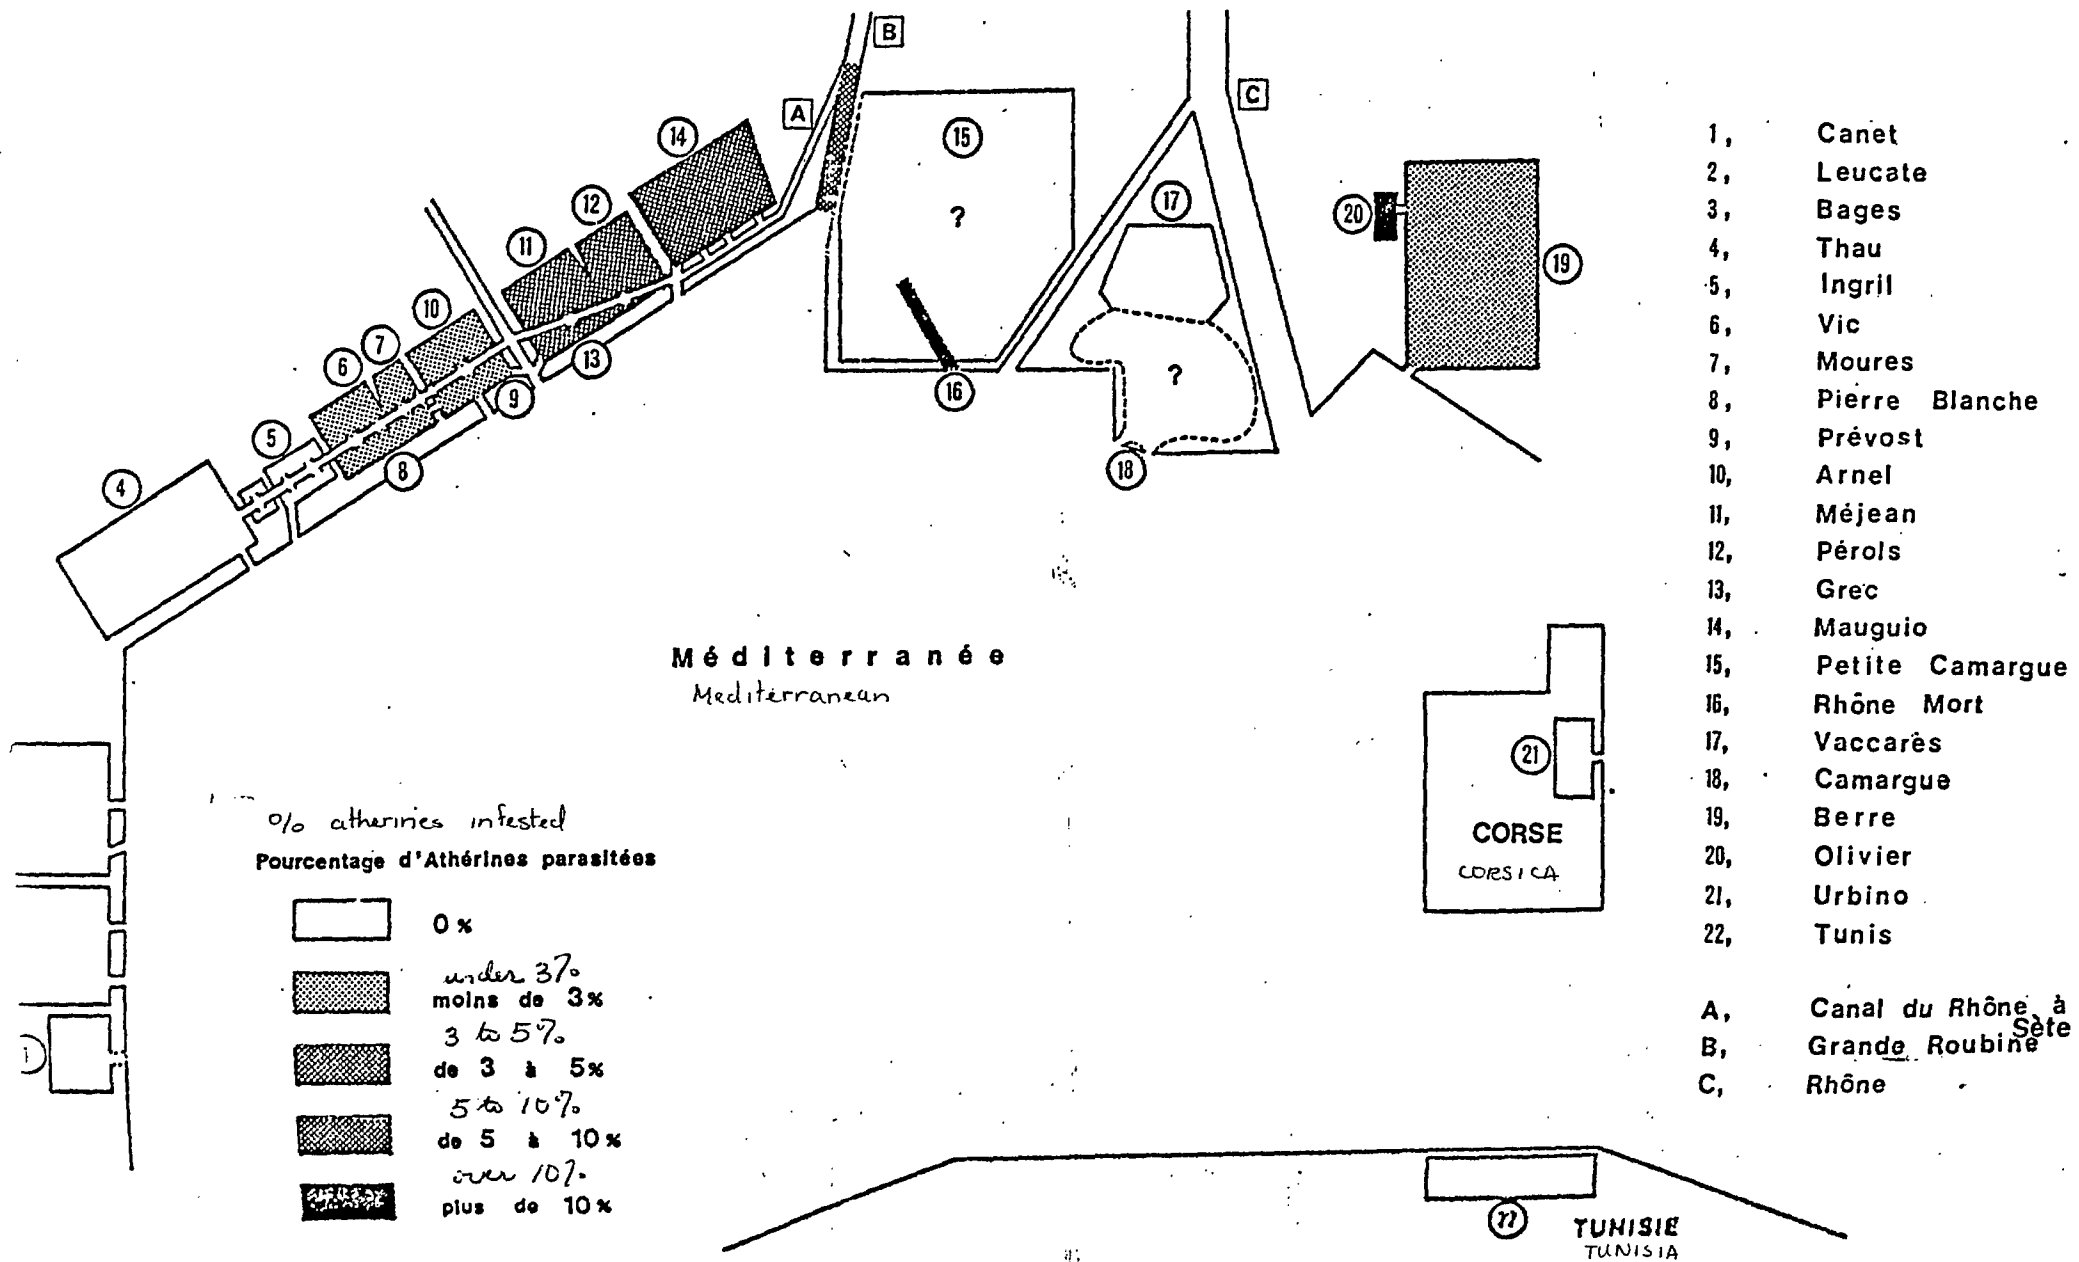 B
A
C
14
15
12
11
10
7
6
5
4
13
9
8
16
17
18
20
19
?
?
Méditerranée
Mediterranean
21
CORSE
CORSICA
1
% atherines infested
Pourcentage d'Athérines parasitées
0 %
under 3%
moins de 3%
3 to 5%
de 3 à 5%
5 to 10%
de 5 à 10%
over 10%
plus de 10%
22
TUNISIE
TUNISIA
1, Canet
2, Leucate
3, Bages
4, Thau
5, Ingril
6, Vic
7, Moures
8, Pierre Blanche
9, Prévost
10, Arnel
11, Méjean
12, Pérols
13, Grec
14, Mauguio
15, Petite Camargue
16, Rhône Mort
17, Vaccarès
18, Camargue
19, Berre
20, Olivier
21, Urbino
22, Tunis
A, Canal du Rhône à
Sète
B, Grande Roubine
C, Rhône